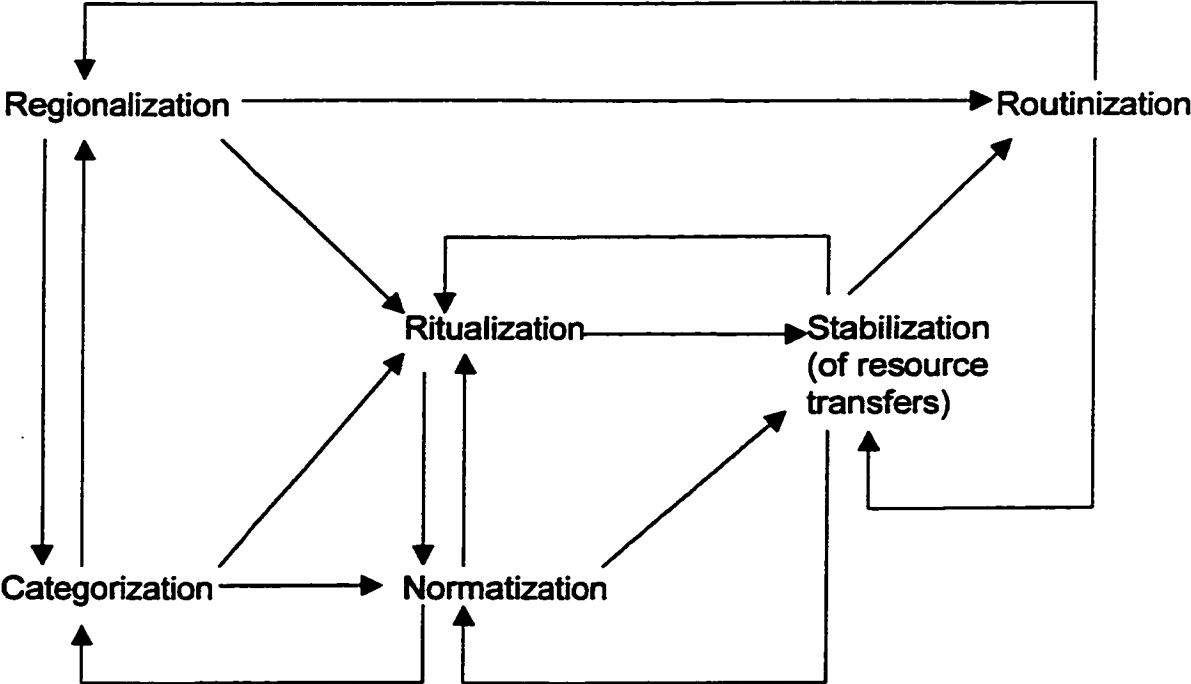 Regionalization
Routinization
Ritualization
Stabilization
(of resource
transfers)
Categorization
Normatization